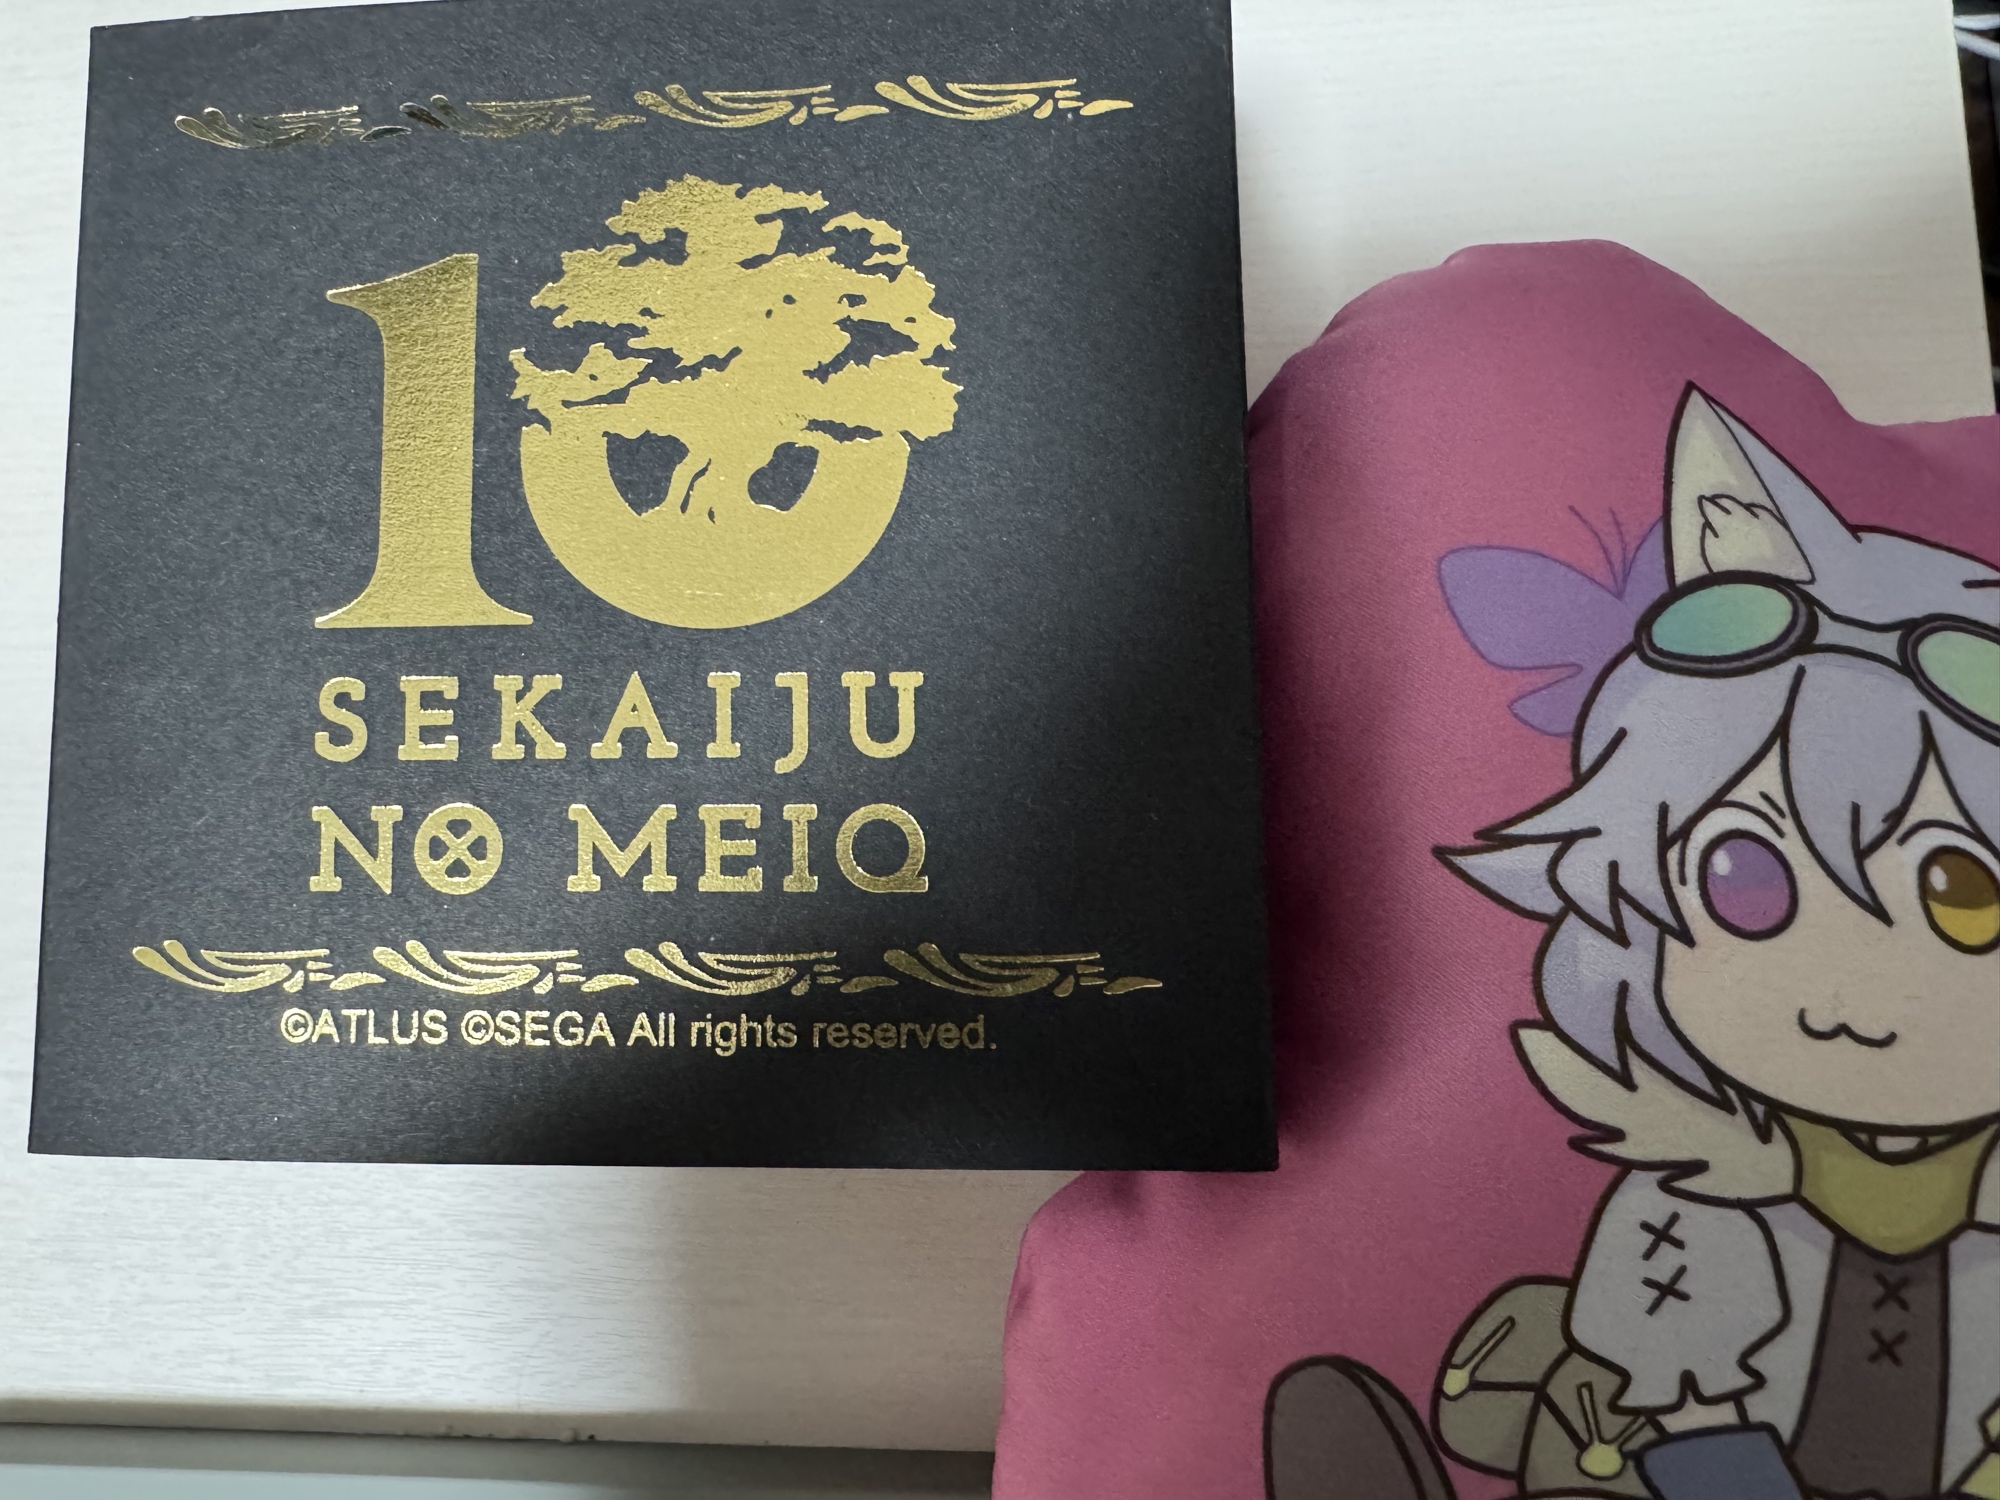 10
SEKAIJU
NO MEIQ
©ATLUS ©SEGA All rights reserved.